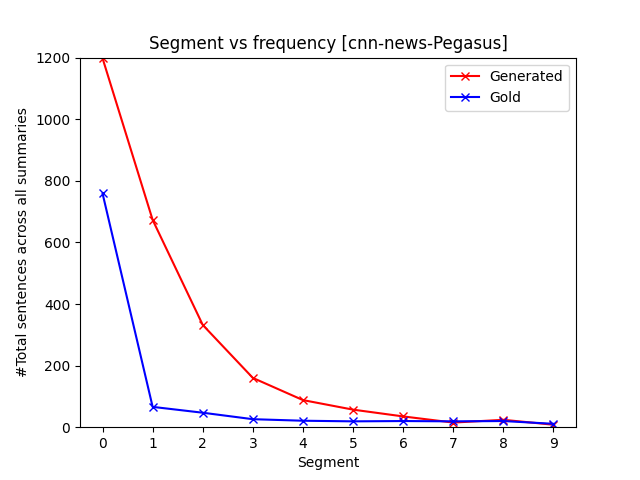 Segment vs frequency [cnn-news-Pegasus]
Generated
Gold
#Total sentences across all summaries
1200
1000
800
600
400
200
0
0 1 2 3 4 5 6 7 8 9
Segment